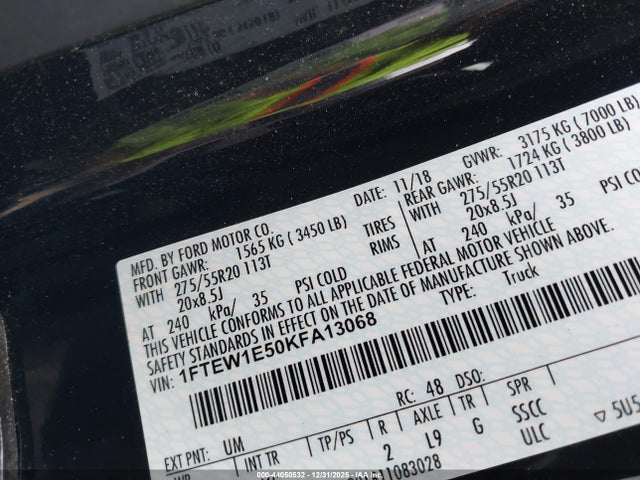 MFD. BY FORD MOTOR CO.
DATE: 11/18
GVWR: 3175 KG ( 7000 LB)
FRONT GAWR: 1565 KG ( 3450 LB)
REAR GAWR: 1724 KG ( 3800 LB)
WITH 275/55R20 113T TIRES
WITH 275/55R20 113T
20x8.5J RIMS
20x8.5J
AT 240 kPa/ 35 PSI COLD
AT 240 kPa/ 35 PSI CO
THIS VEHICLE CONFORMS TO ALL APPLICABLE FEDERAL MOTOR VEHICLE
SAFETY STANDARDS IN EFFECT ON THE DATE OF MANUFACTURE SHOWN ABOVE.
VIN: 1FTEW1E50KFA13068
TYPE: Truck
RC: 48 DSO:
EXT PNT: UM
INT TR TP/PS R AXLE TR SPR
2 L9 G SSCC
ULC
▽ 5U5
1083028
000-44050532 - 12/31/2025 - IAA Vehicles